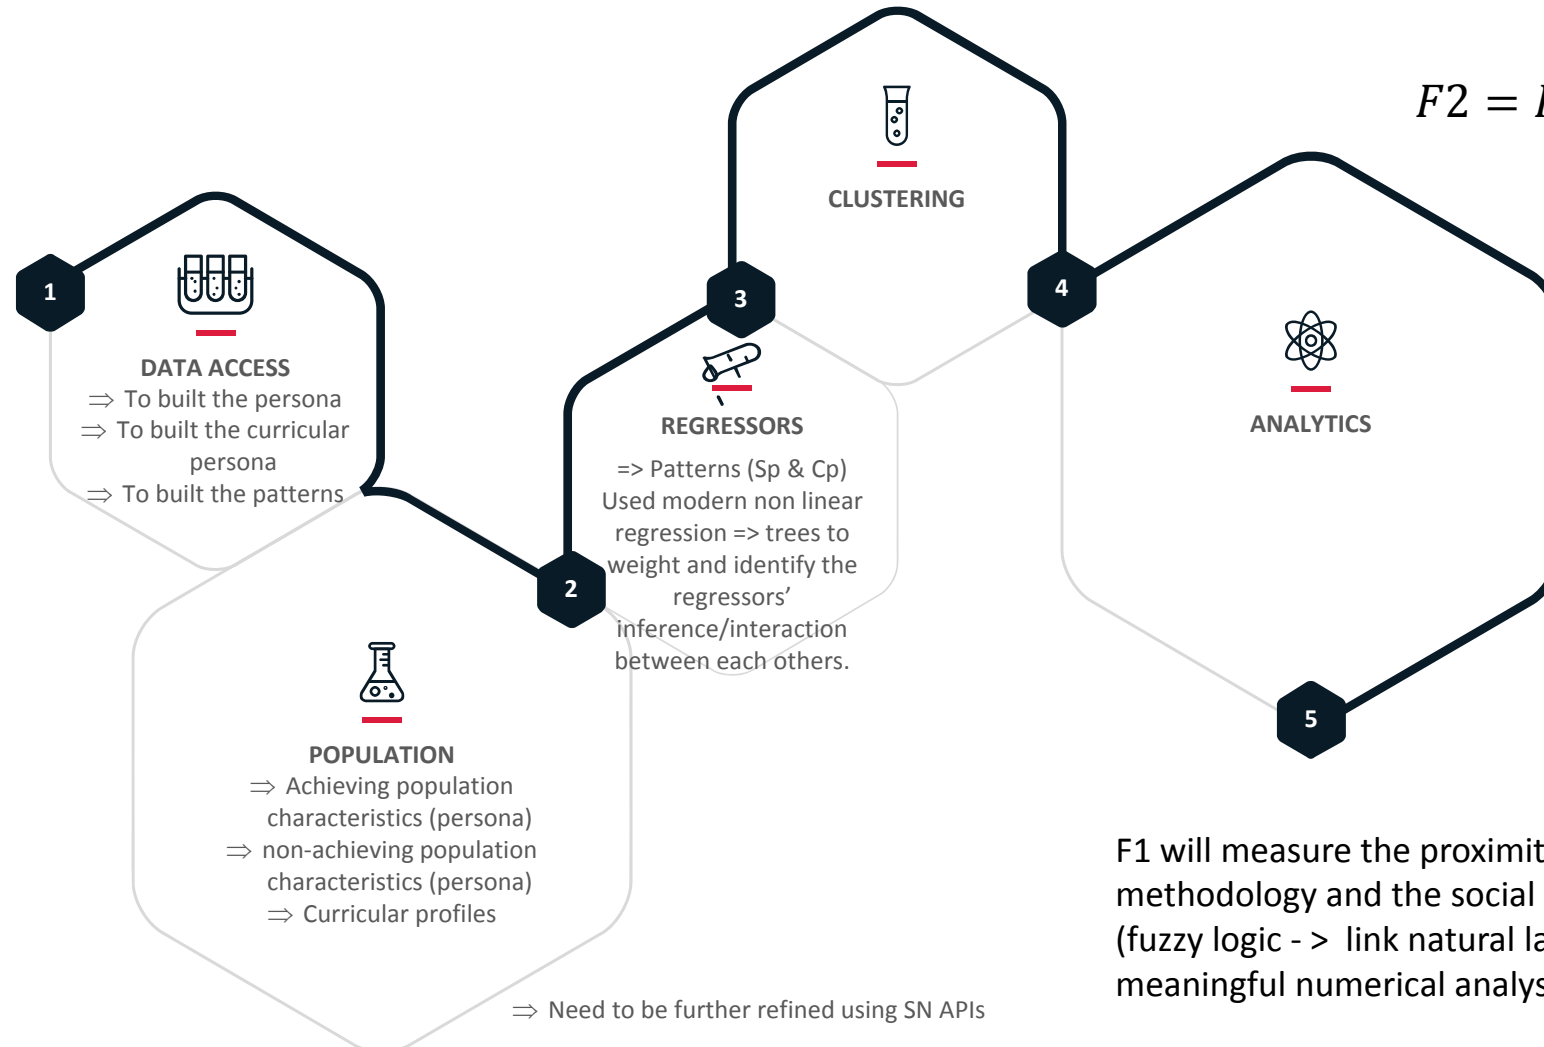 1
DATA ACCESS
⇒ To built the persona
⇒ To built the curricular
persona
⇒ To built the patterns
2
POPULATION
⇒ Achieving population
characteristics (persona)
⇒ non-achieving population
characteristics (persona)
⇒ Curricular profiles
⇒ Need to be further refined using SN APIs
3
REGRESSORS
=> Patterns (Sp & Cp)
Used modern non linear
regression => trees to
weight and identify the
regressors'
inference/interaction
between each others.
CLUSTERING
4
F2 =
ANALYTICS
5
F1 will measure the
methodology and the social
(fuzzy logic - > link natural
meaningful numerical